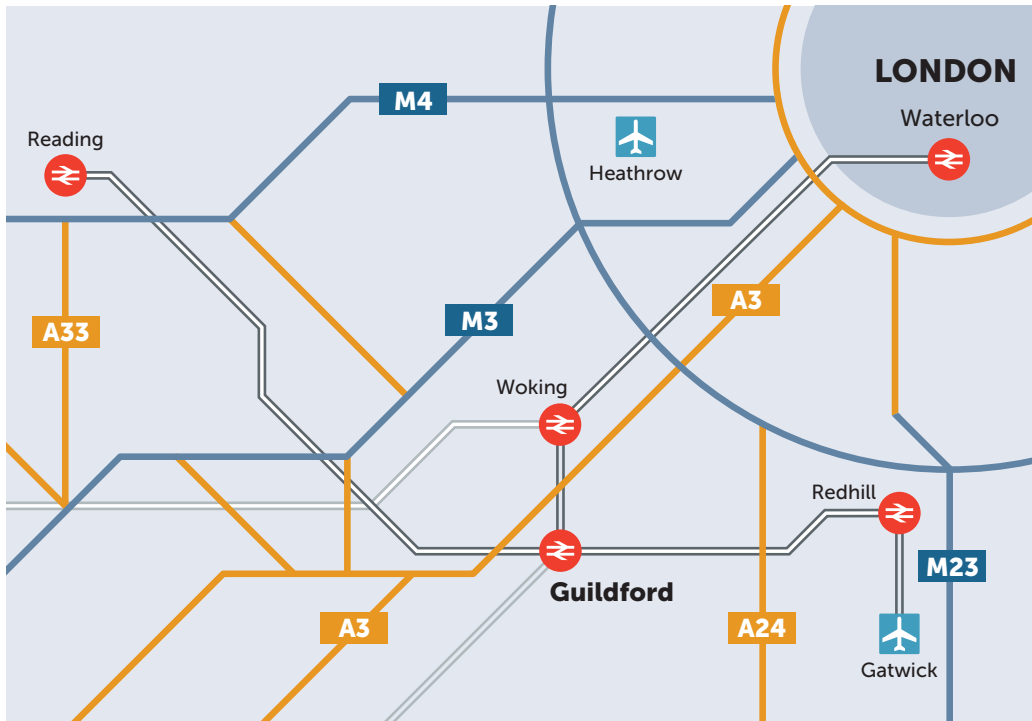 LONDON
M4
Waterloo
Reading
Heathrow
A3
M3
A33
Woking
Redhill
M23
Guildford
A3
A24
Gatwick